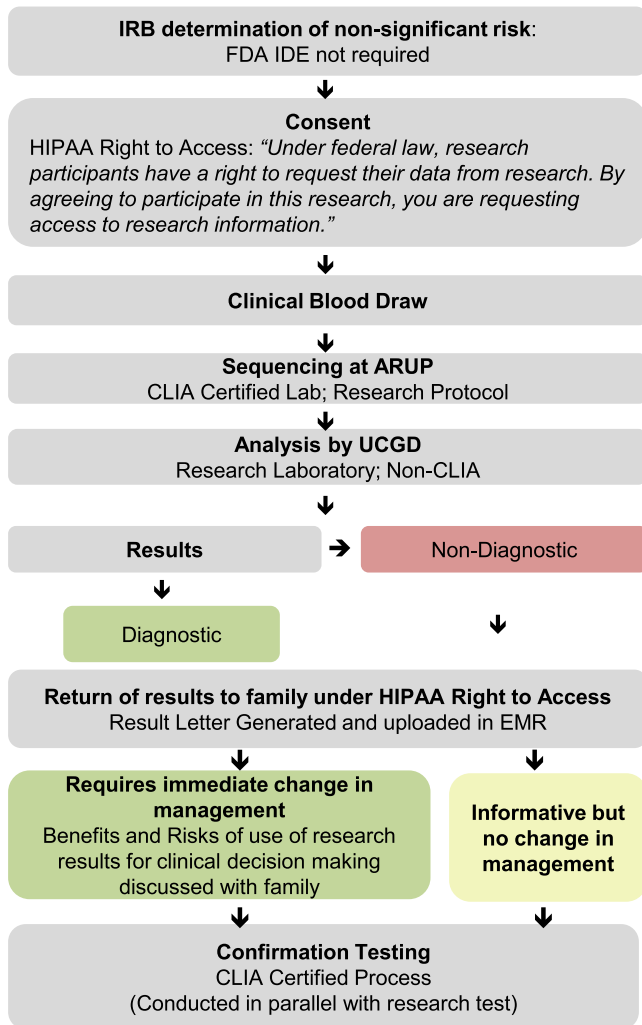 IRB determination of non-significant risk:
FDA IDE not required
Consent
HIPAA Right to Access: “Under federal law, research
participants have a right to request their data from research. By
agreeing to participate in this research, you are requesting
access to research information.”
Clinical Blood Draw
Sequencing at ARUP
CLIA Certified Lab; Research Protocol
Analysis by UCGD
Research Laboratory; Non-CLIA
Results
Non-Diagnostic
Diagnostic
Return of results to family under HIPAA Right to Access
Result Letter Generated and uploaded in EMR
Requires immediate change in
management
Benefits and Risks of use of research
results for clinical decision making
discussed with family
Informative but
no change in
management
Confirmation Testing
CLIA Certified Process
(Conducted in parallel with research test)